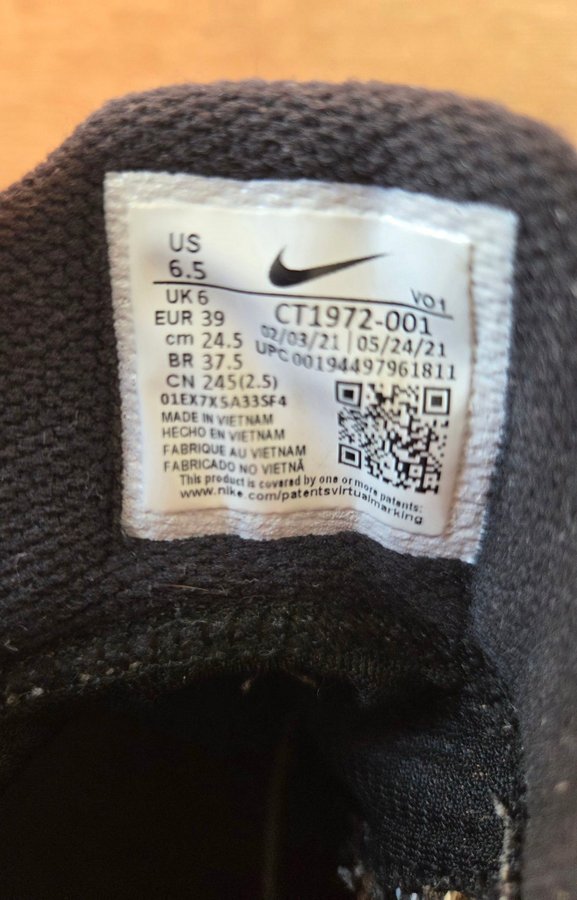 US
6.5
VO1
UK 6
CT1972-001
EUR 39
02/03/21 | 05/24/21
cm 24.5
UPC 00194497961811
BR 37.5
CN 245(2.5)
01EX7X5A33SF4
MADE IN VIETNAM
HECHO EN VIETNAM
FABRIQUE AU VIETNAM
FABRICADO NO VIETNÃ
This product is covered by one or more patents:
www.nike.com/patentsvirtualmarking